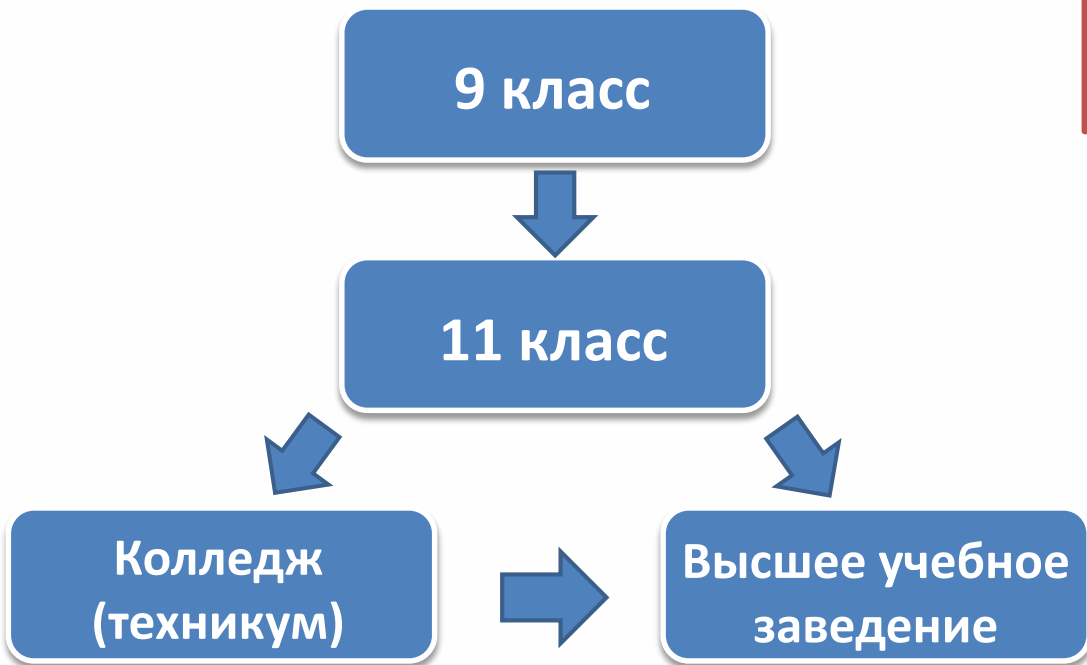 9 класс
11 класс
Колледж
(техникум)
Высшее учебное
заведение